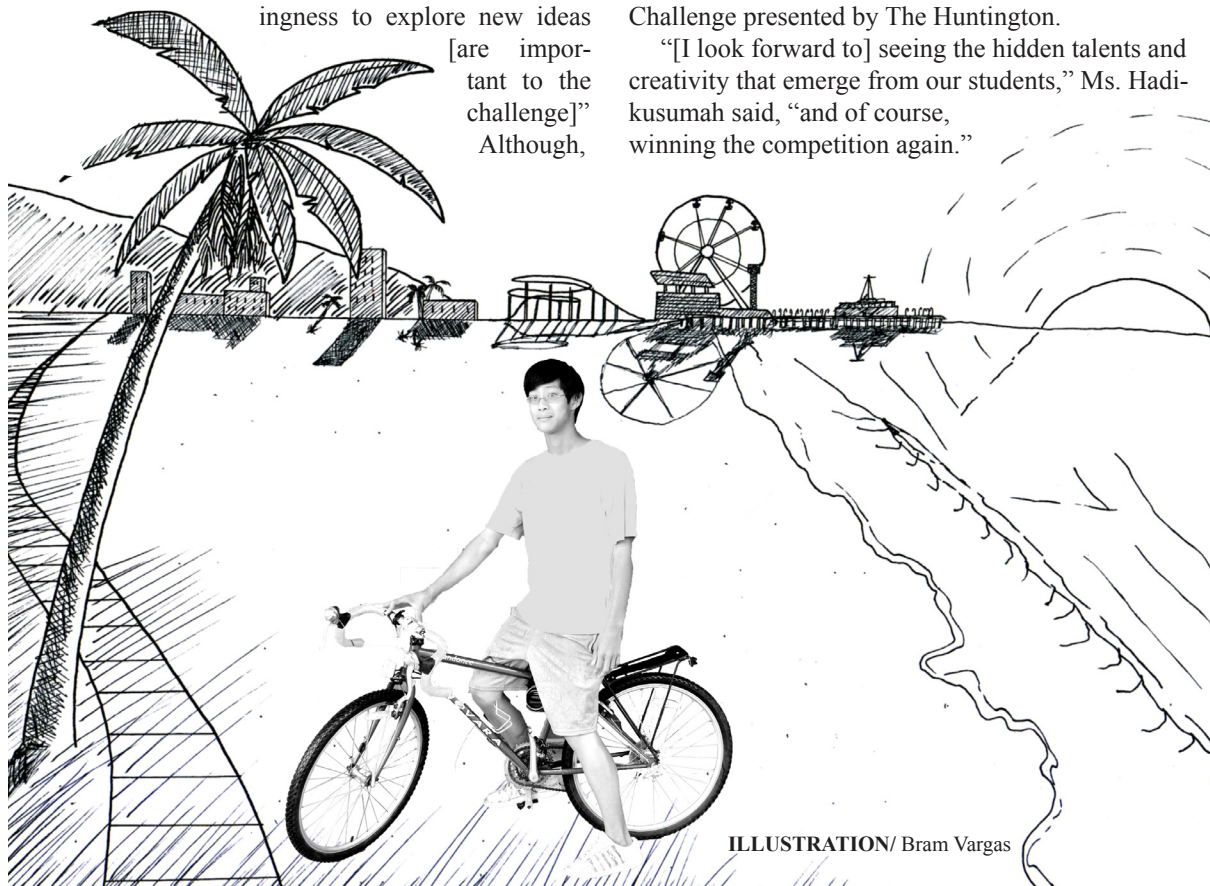 ingness to explore new ideas
[are impor-
tant to the
challenge]”
Although,
Challenge presented by The Huntington.
“[I look forward to] seeing the hidden talents and
creativity that emerge from our students,” Ms. Hadi-
kusumah said, “and of course,
winning the competition again.”
ILLUSTRATION/ Bram Vargas